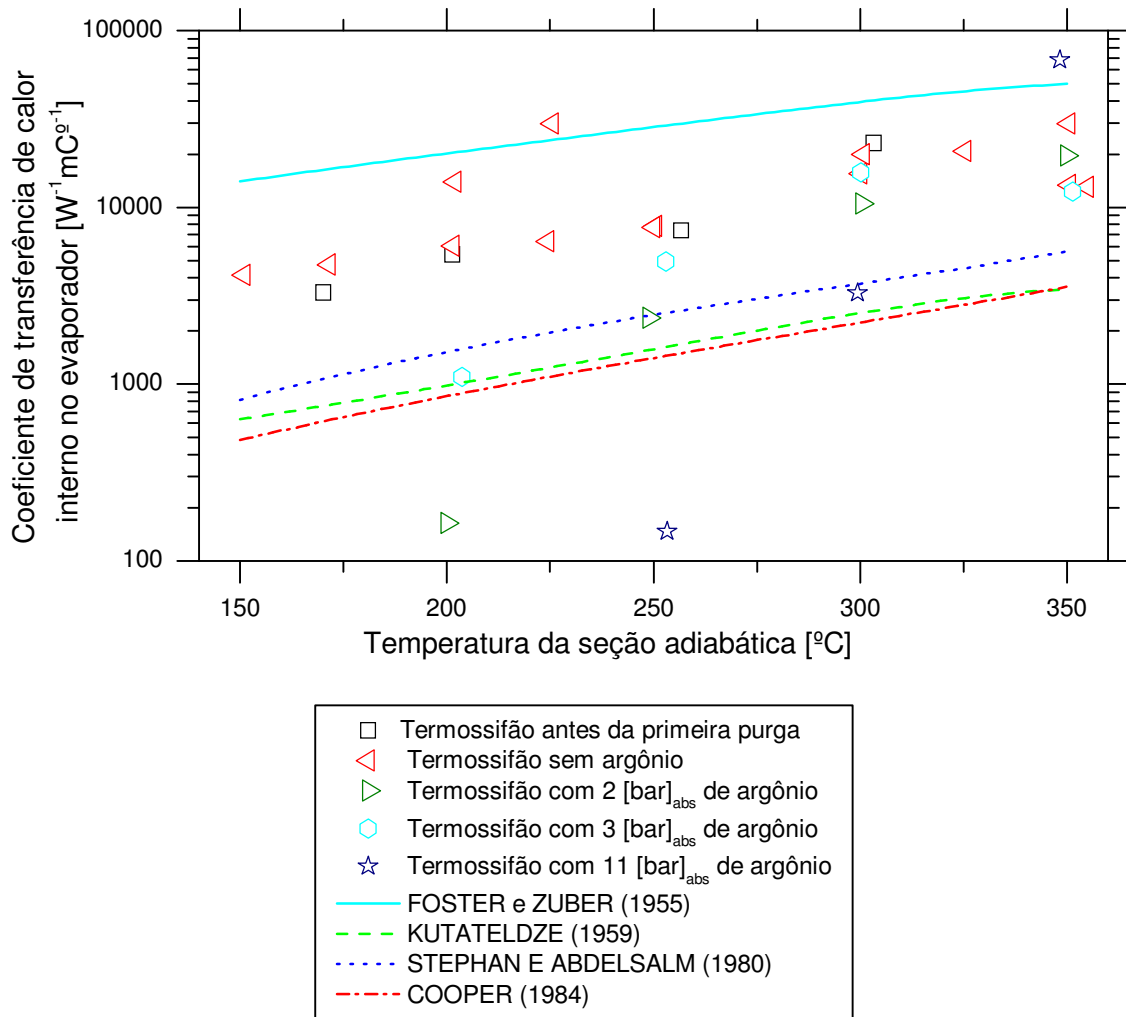 Coeficiente de transferência de calor
interno no evaporador [W⁻¹mCº⁻¹]
100000
10000
1000
100
150 200 250 300 350
Temperatura da seção adiabática [ºC]
Termossifão antes da primeira purga
Termossifão sem argônio
Termossifão com 2 [bar]abs de argônio
Termossifão com 3 [bar]abs de argônio
Termossifão com 11 [bar]abs de argônio
FOSTER e ZUBER (1955)
KUTATELDZE (1959)
STEPHAN E ABDELSALM (1980)
COOPER (1984)